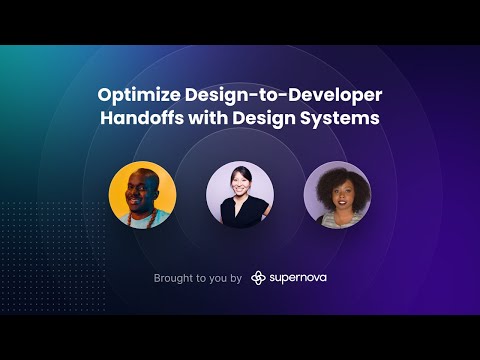 Optimize Design-to-Developer
Handoffs with Design Systems
Brought to you by supernova